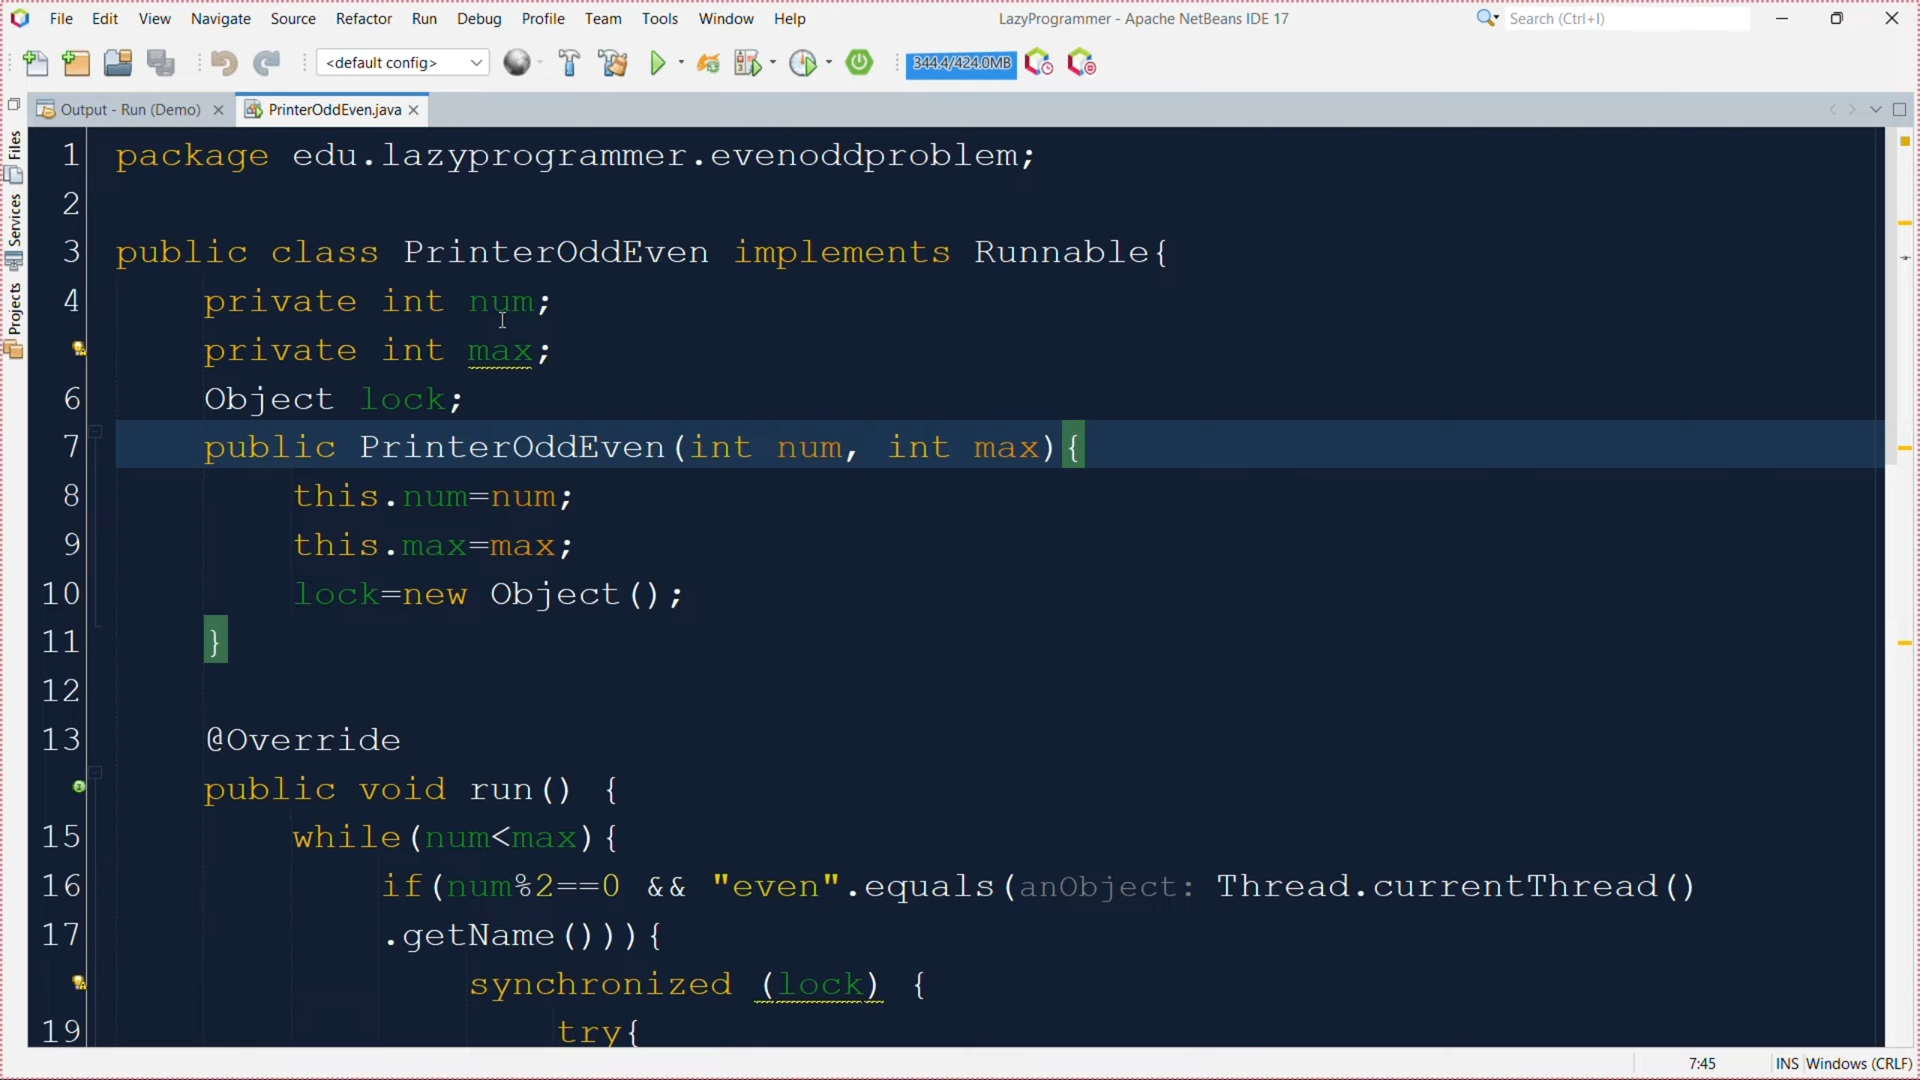 File Edit View Navigate Source Refactor Run Debug Profile Team Tools Window Help LazyProgrammer - Apache NetBeans IDE 17 Search (Ctrl+I)
<default config> 344.4/424.0MB
Output - Run (Demo) PrinterOddEven.java
Files
Services
Projects
1 package edu.lazyprogrammer.evenoddproblem;
2
3 public class PrinterOddEven implements Runnable{
4 private int num;
private int max;
6 Object lock;
7 public PrinterOddEven(int num, int max){
8 this.num=num;
9 this.max=max;
10 lock=new Object();
11 }
12
13 @Override
public void run() {
15 while(num<max){
16 if(num%2==0 && "even".equals(anObject: Thread.currentThread()
17 .getName())){
synchronized (lock) {
19 try{
7:45 INS Windows (CRLF)